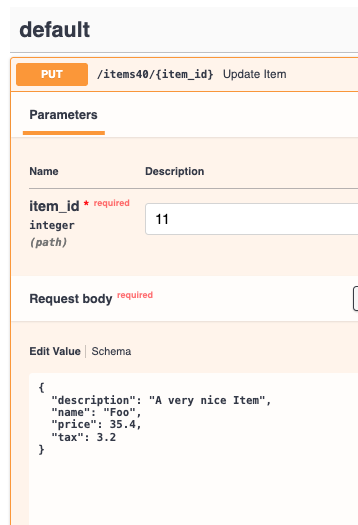 default
PUT /items40/{item_id} Update Item
Parameters
Name Description
item_id * required 11
integer
(path)
Request body required
Edit Value | Schema
{
  "description": "A very nice Item",
  "name": "Foo",
  "price": 35.4,
  "tax": 3.2
}